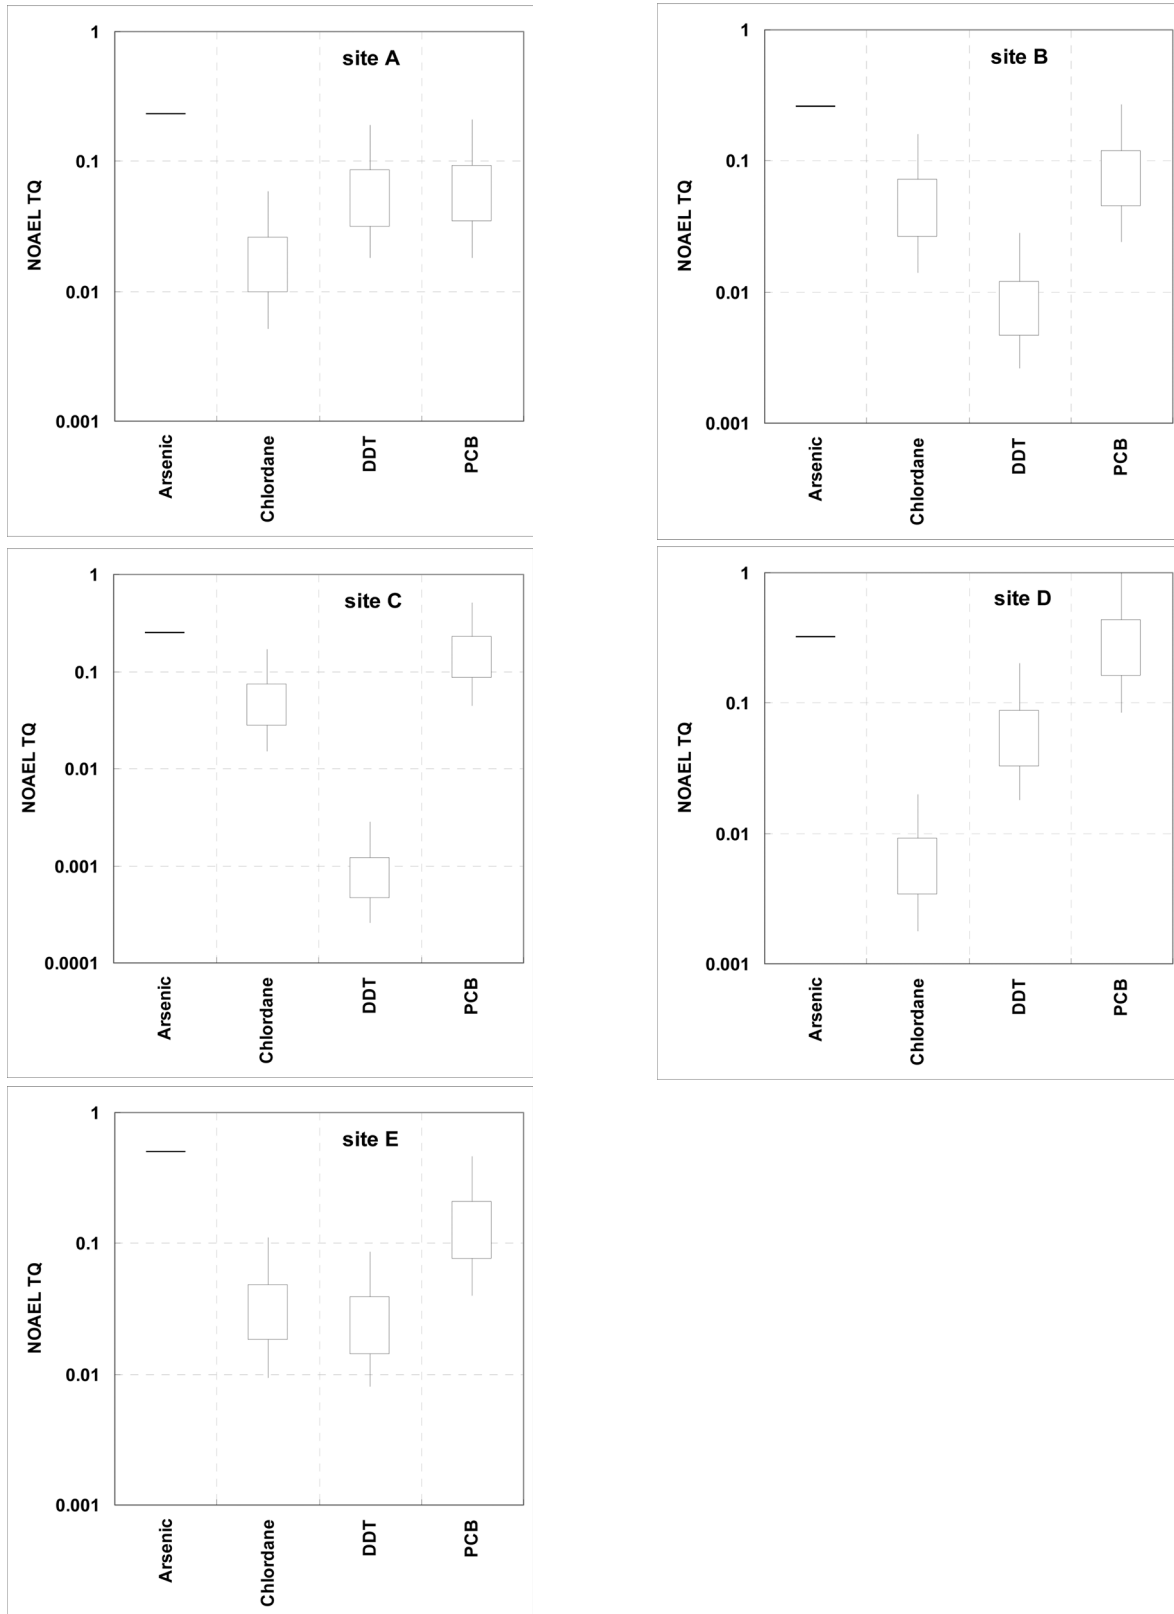 site A
NOAEL TQ
1
0.1
0.01
0.001
Arsenic
Chlordane
DDT
PCB
site B
NOAEL TQ
1
0.1
0.01
0.001
Arsenic
Chlordane
DDT
PCB
site C
NOAEL TQ
1
0.1
0.01
0.001
0.0001
Arsenic
Chlordane
DDT
PCB
site D
NOAEL TQ
1
0.1
0.01
0.001
Arsenic
Chlordane
DDT
PCB
site E
NOAEL TQ
1
0.1
0.01
0.001
Arsenic
Chlordane
DDT
PCB